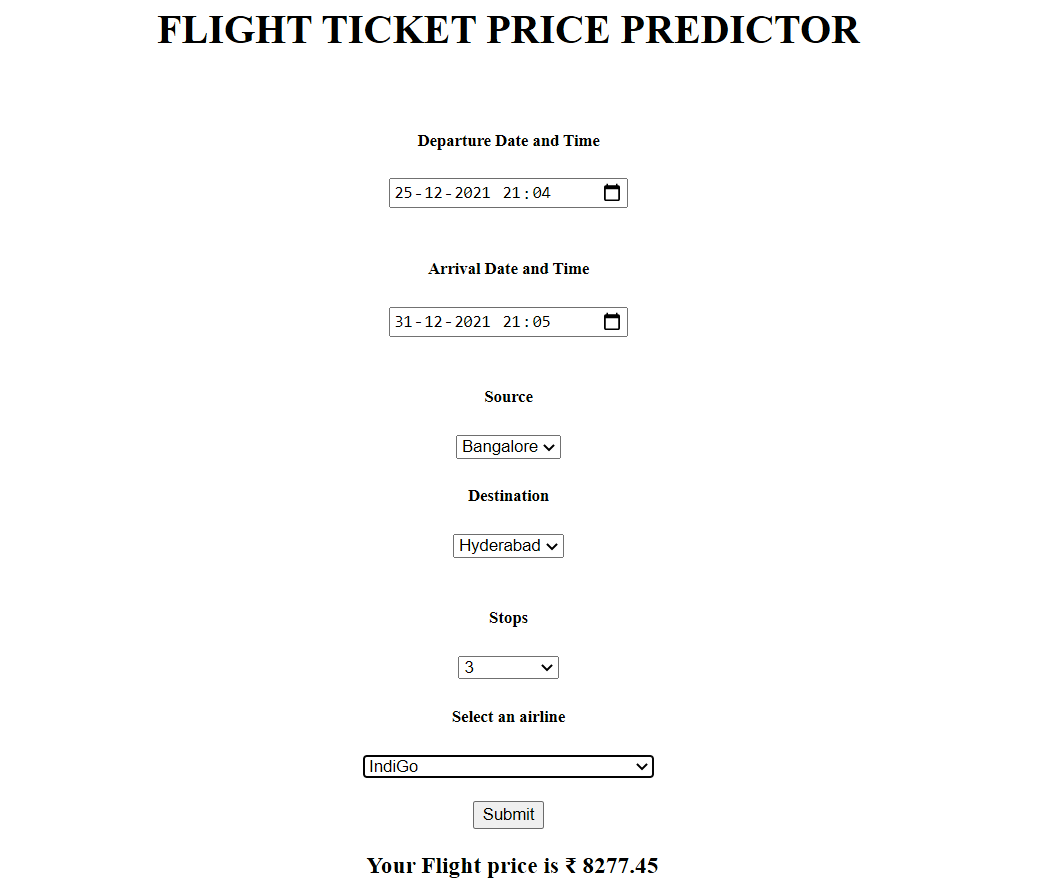 FLIGHT TICKET PRICE PREDICTOR
Departure Date and Time
25-12-2021 21:04
Arrival Date and Time
31-12-2021 21:05
Source
Bangalore
Destination
Hyderabad
Stops
3
Select an airline
IndiGo
Submit
Your Flight price is ₹ 8277.45